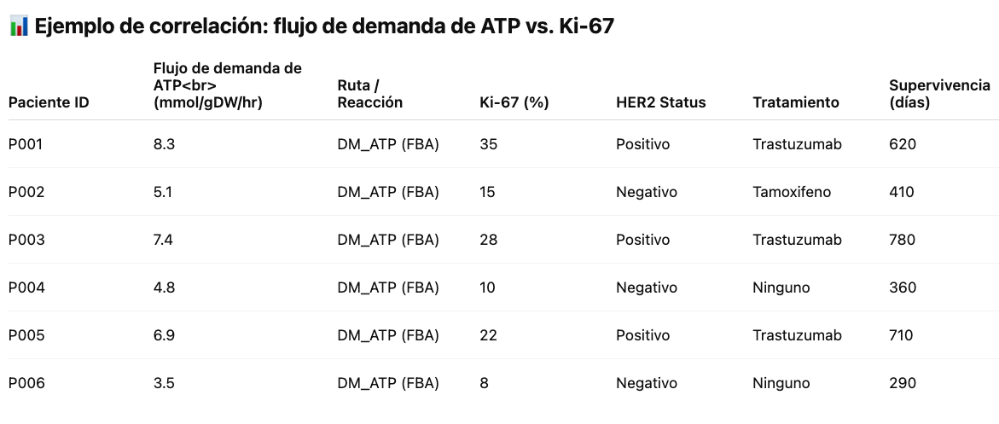 📊 Ejemplo de correlación: flujo de demanda de ATP vs. Ki-67
Paciente ID Flujo de demanda de ATP<br> (mmol/gDW/hr) Ruta / Reacción Ki-67 (%) HER2 Status Tratamiento Supervivencia (días)
P001 8.3 DM_ATP (FBA) 35 Positivo Trastuzumab 620
P002 5.1 DM_ATP (FBA) 15 Negativo Tamoxifeno 410
P003 7.4 DM_ATP (FBA) 28 Positivo Trastuzumab 780
P004 4.8 DM_ATP (FBA) 10 Negativo Ninguno 360
P005 6.9 DM_ATP (FBA) 22 Positivo Trastuzumab 710
P006 3.5 DM_ATP (FBA) 8 Negativo Ninguno 290